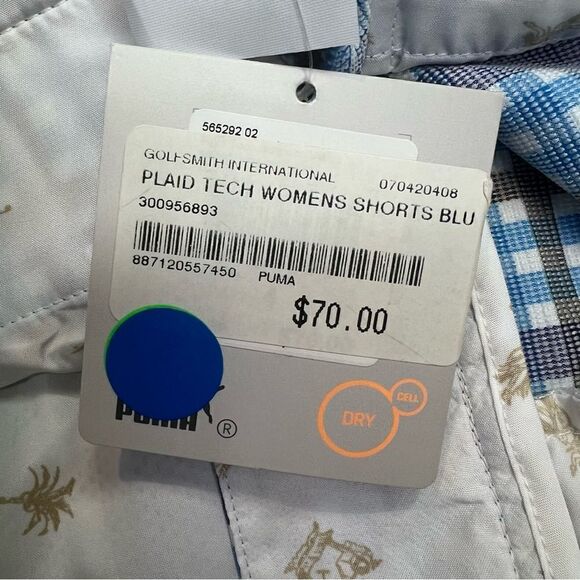 565292 02
GOLFSMITH INTERNATIONAL 070420408
PLAID TECH WOMENS SHORTS BLU
300956893
887120557450 PUMA
$70.00
PUMA ®
DRY CELL